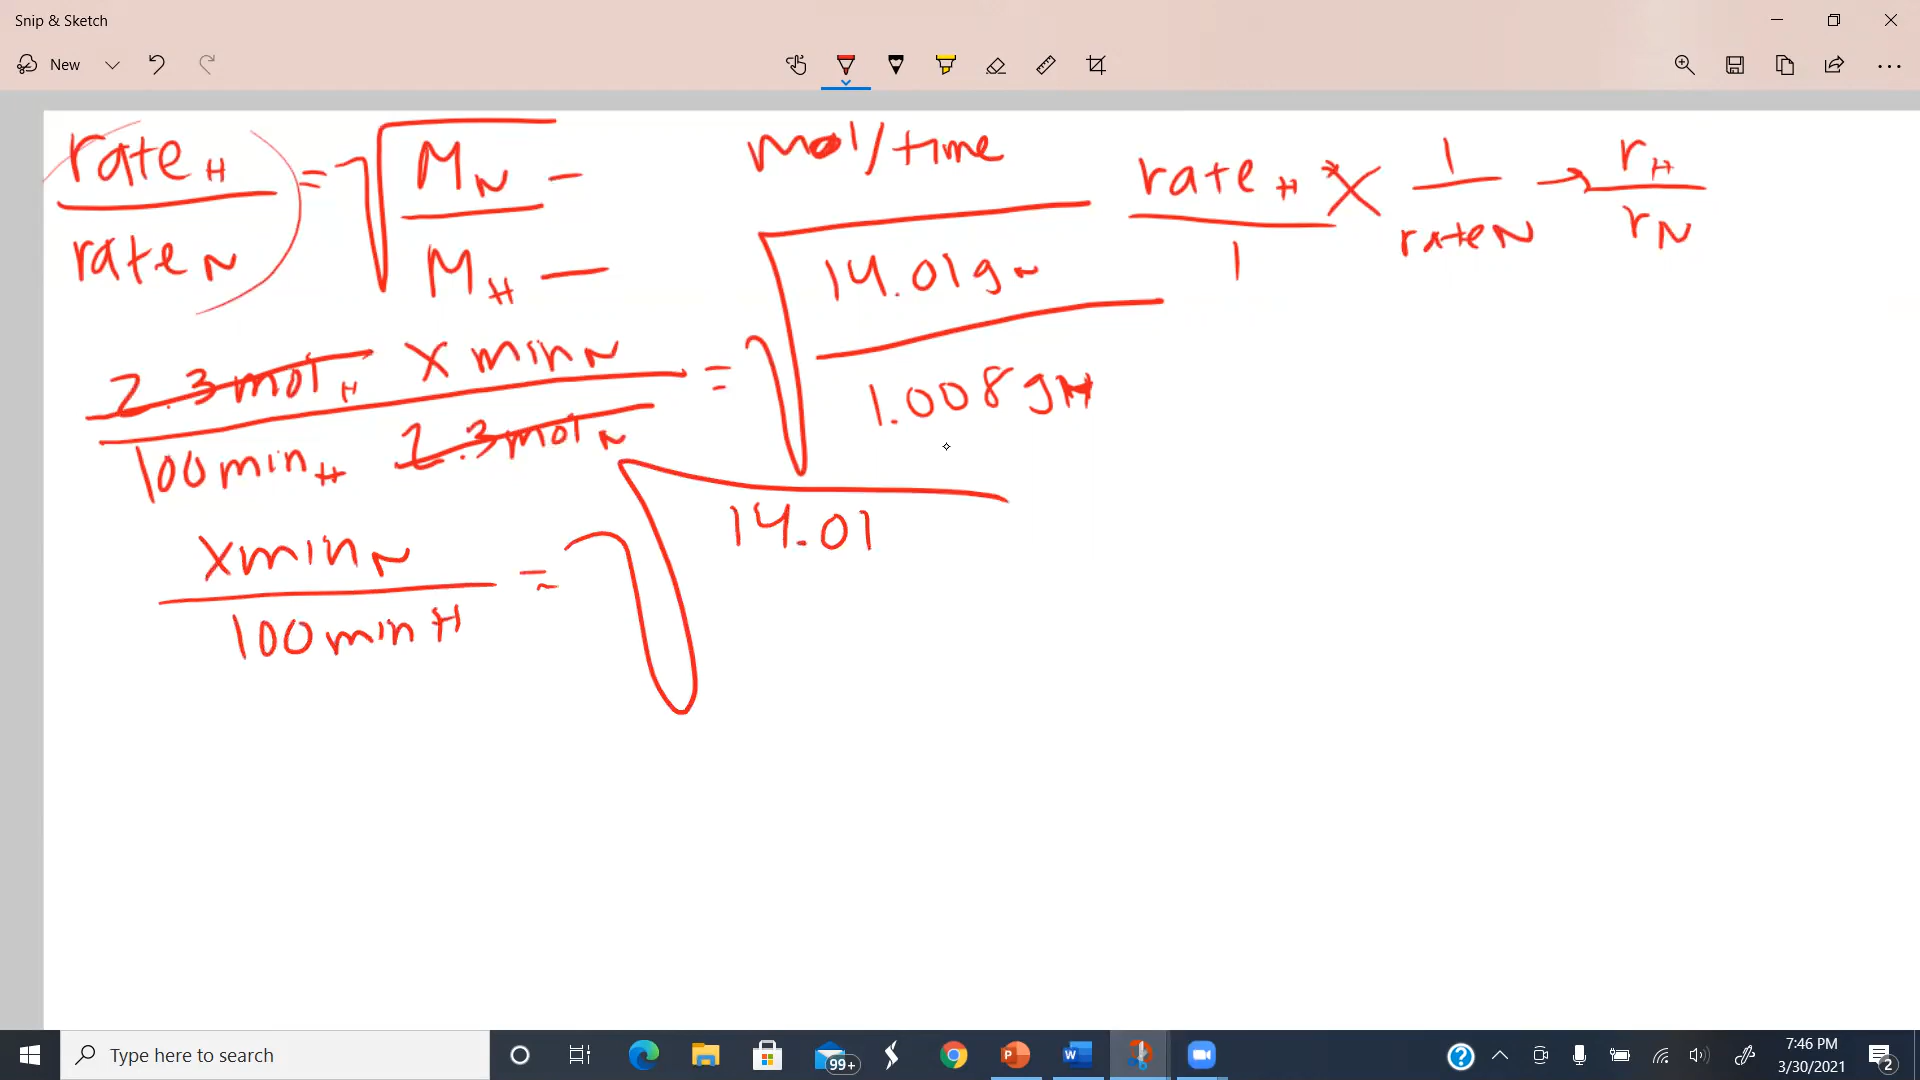 Snip & Sketch
New
rate H / rate N = √ M N / M H
mol/time
rate H / 1 × 1 / rate N → r H / r N
2.3 mol H x min N / 100 min H 2.3 mol N = √ 14.01 g N / 1.008 g H
x min N / 100 min H = √ 14.01
Type here to search
99+
7:46 PM
3/30/2021
2